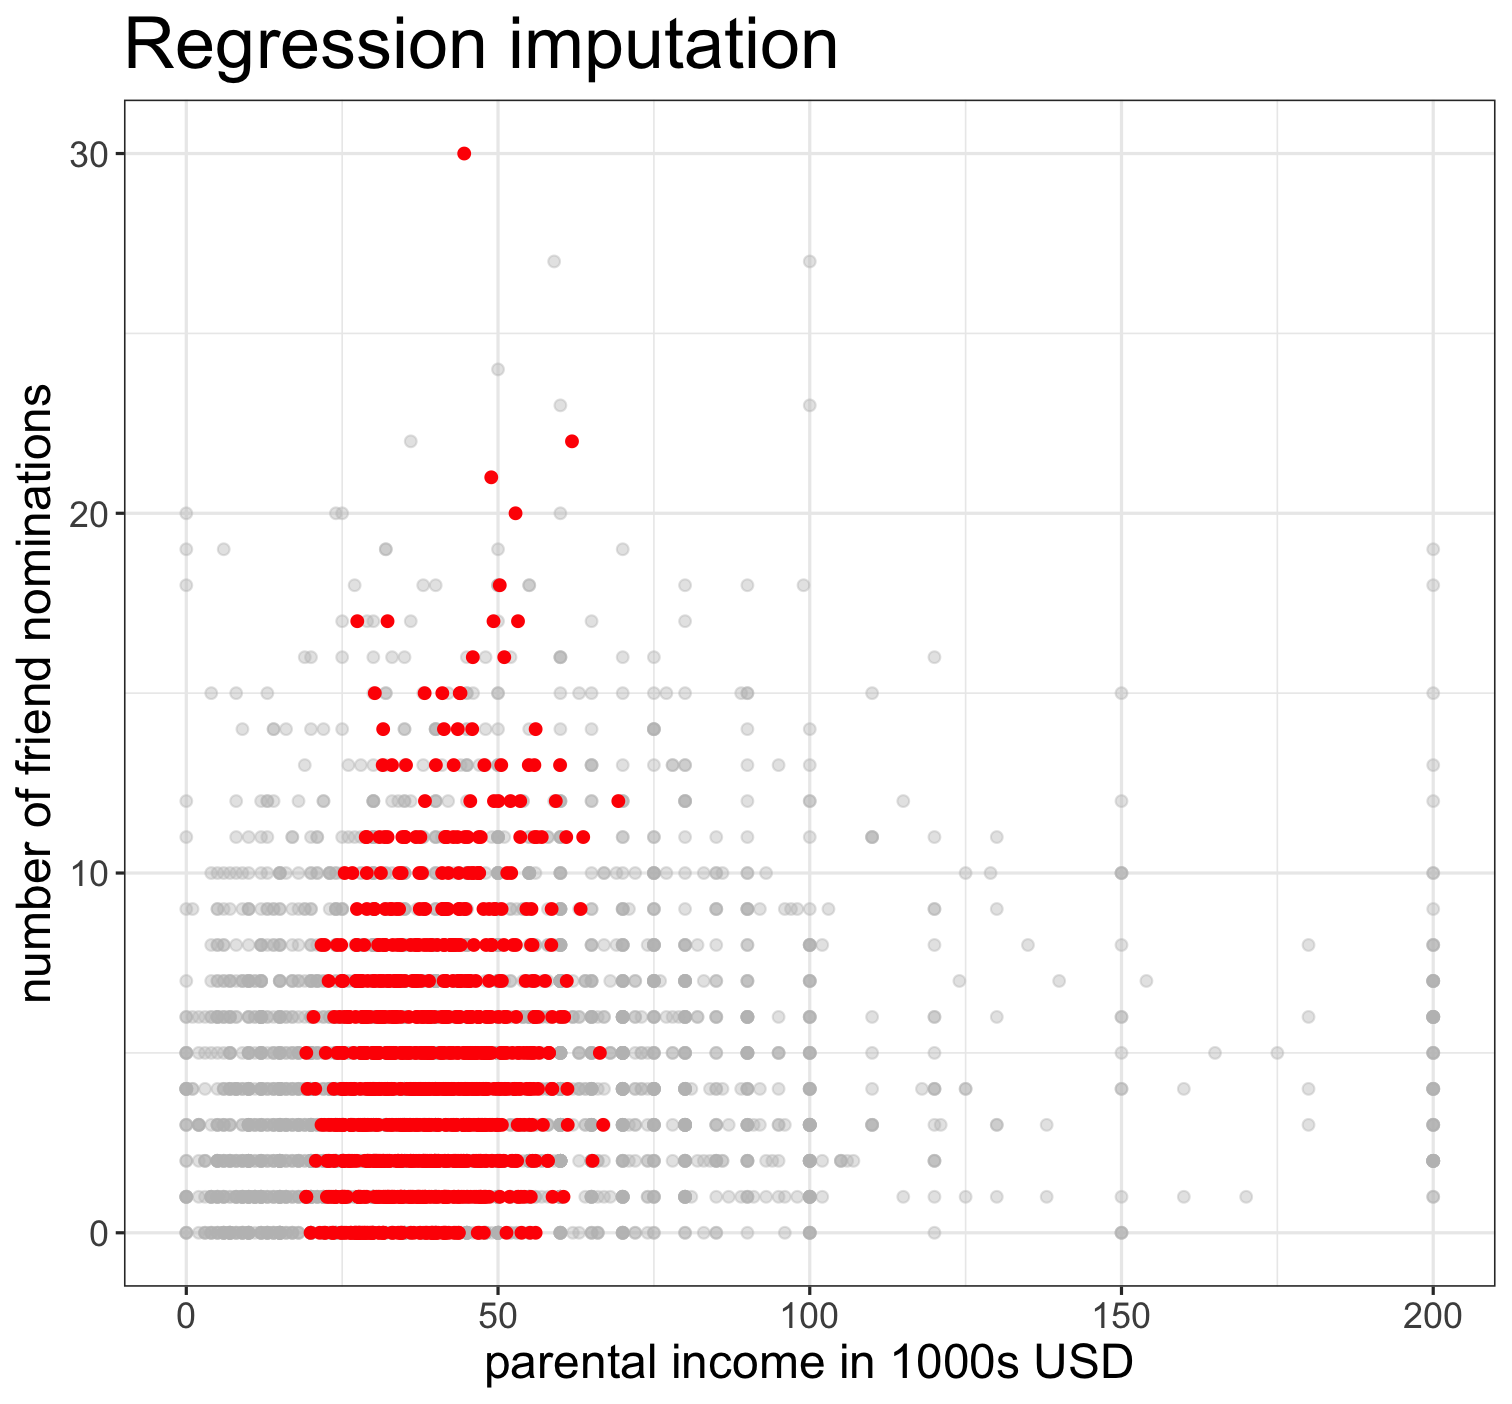 Regression imputation
30
20
10
0
number of friend nominations
0 50 100 150 200
parental income in 1000s USD